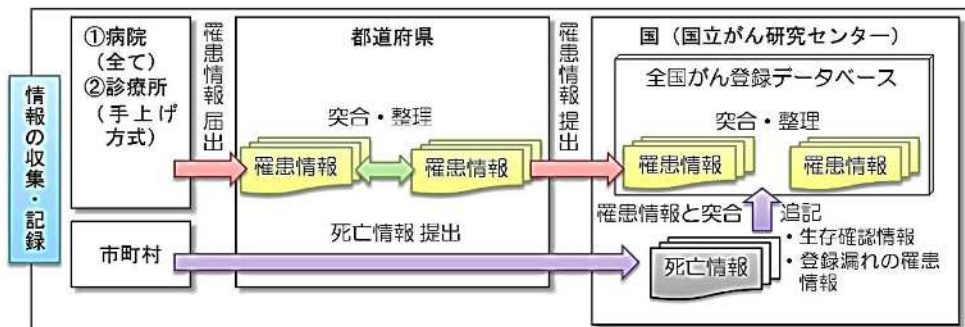 情報の収集・記録
①病院
(全て)
②診療所
(手上げ
方式)
罹患情報 届出
都道府県
突合・整理
罹患情報
罹患情報
罹患情報 提出
国(国立がん研究センター)
全国がん登録データベース
突合・整理
罹患情報
罹患情報
罹患情報と突合
追記
・生存確認情報
・登録漏れの罹患
情報
市町村
死亡情報 提出
死亡情報